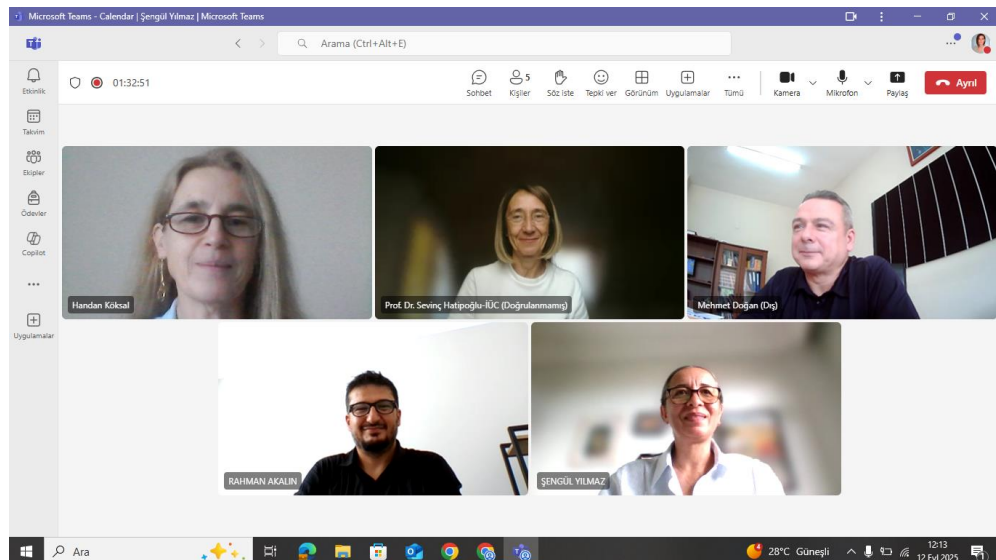 Microsoft Teams - Calendar | Şengül Yılmaz | Microsoft Teams
Arama (Ctrl+Alt+E)
Etkinlik
Takvim
Ekipler
Ödevler
Copilot
Uygulamalar
01:32:51
Sohbet
5
Kişiler
Söz iste
Tepki ver
Görünüm
Uygulamalar
Tümü
Kamera
Mikrofon
Paylaş
Ayrıl
Handan Köksal
Prof. Dr. Sevinç Hatipoğlu-İÜC (Doğrulanmamış)
Mehmet Doğan (Dış)
RAHMAN AKALIN
ŞENGÜL YILMAZ
Ara
28°C Güneşli
12:13
12 Eyl 2025